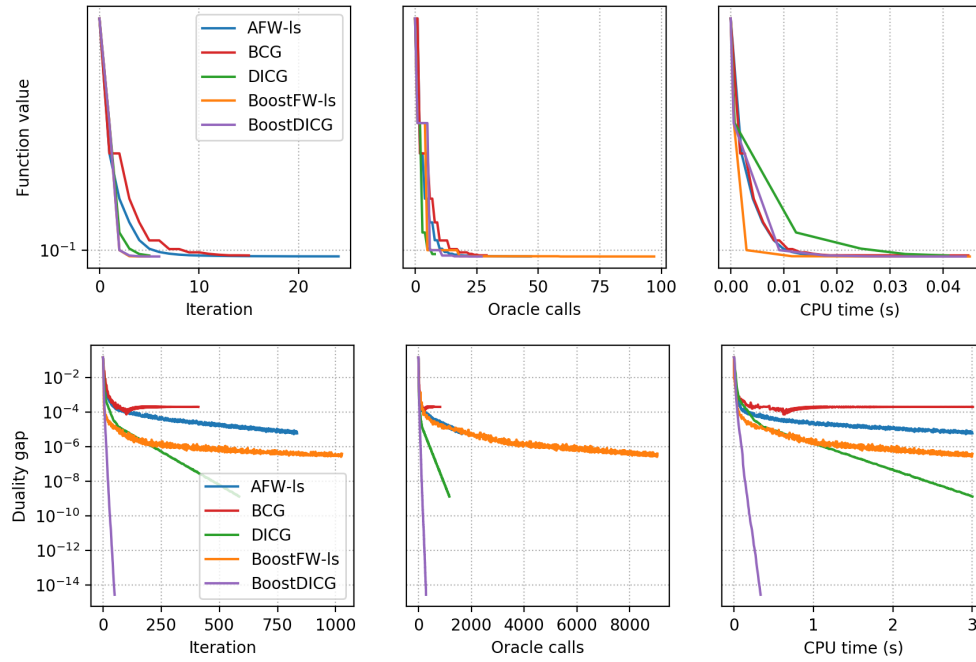 Function value
10⁻¹
0
10
20
Iteration
AFW-ls
BCG
DICG
BoostFW-ls
BoostDICG
0
25
50
75
100
Oracle calls
0.00
0.01
0.02
0.03
0.04
CPU time (s)
Duality gap
10⁻²
10⁻⁴
10⁻⁶
10⁻⁸
10⁻¹⁰
10⁻¹²
10⁻¹⁴
0
250
500
750
1000
Iteration
AFW-ls
BCG
DICG
BoostFW-ls
BoostDICG
0
2000
4000
6000
8000
Oracle calls
0
1
2
3
CPU time (s)